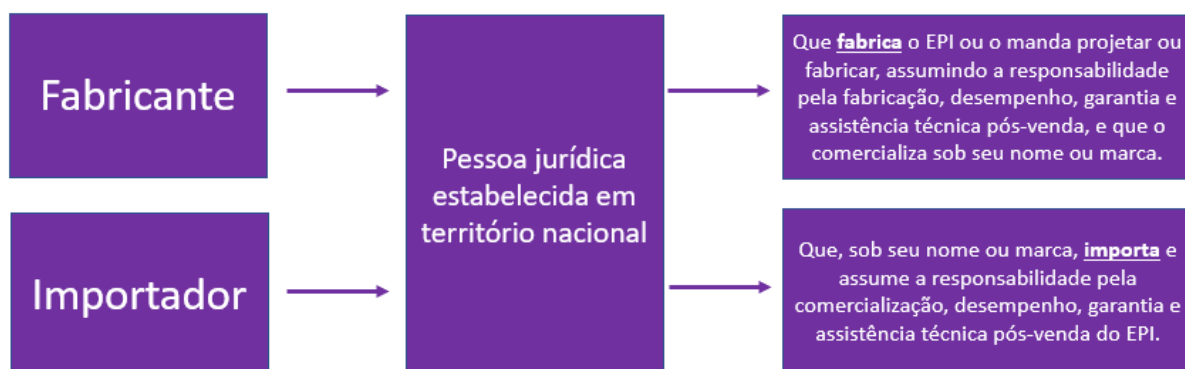 Fabricante
Importador
Pessoa jurídica
estabelecida em
território nacional
Que fabrica o EPI ou o manda projetar ou
fabricar, assumindo a responsabilidade
pela fabricação, desempenho, garantia e
assistência técnica pós-venda, e que o
comercializa sob seu nome ou marca.
Que, sob seu nome ou marca, importa e
assume a responsabilidade pela
comercialização, desempenho, garantia e
assistência técnica pós-venda do EPI.